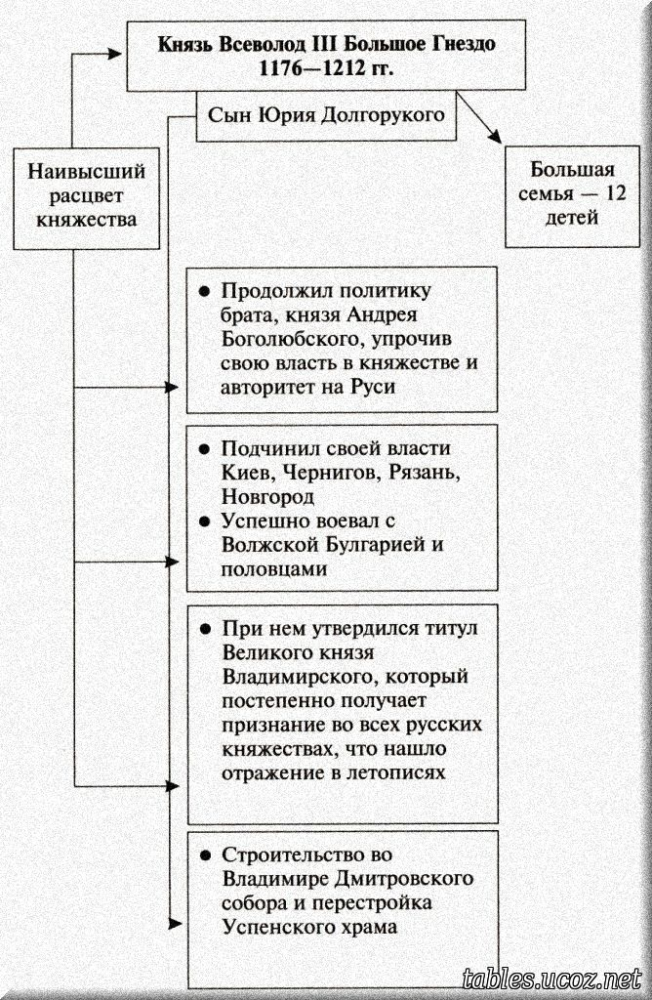 Князь Всеволод III Большое Гнездо
1176—1212 гг.
Сын Юрия Долгорукого
Наивысший
расцвет
княжества
Большая
семья — 12
детей
● Продолжил политику
брата, князя Андрея
Боголюбского, упрочив
свою власть в княжестве и
авторитет на Руси
● Подчинил своей власти
Киев, Чернигов, Рязань,
Новгород
● Успешно воевал с
Волжской Булгарией и
половцами
● При нем утвердился титул
Великого князя
Владимирского, который
постепенно получает
признание во всех русских
княжествах, что нашло
отражение в летописях
● Строительство во
Владимире Дмитровского
собора и перестройка
Успенского храма
tables.ucoz.net